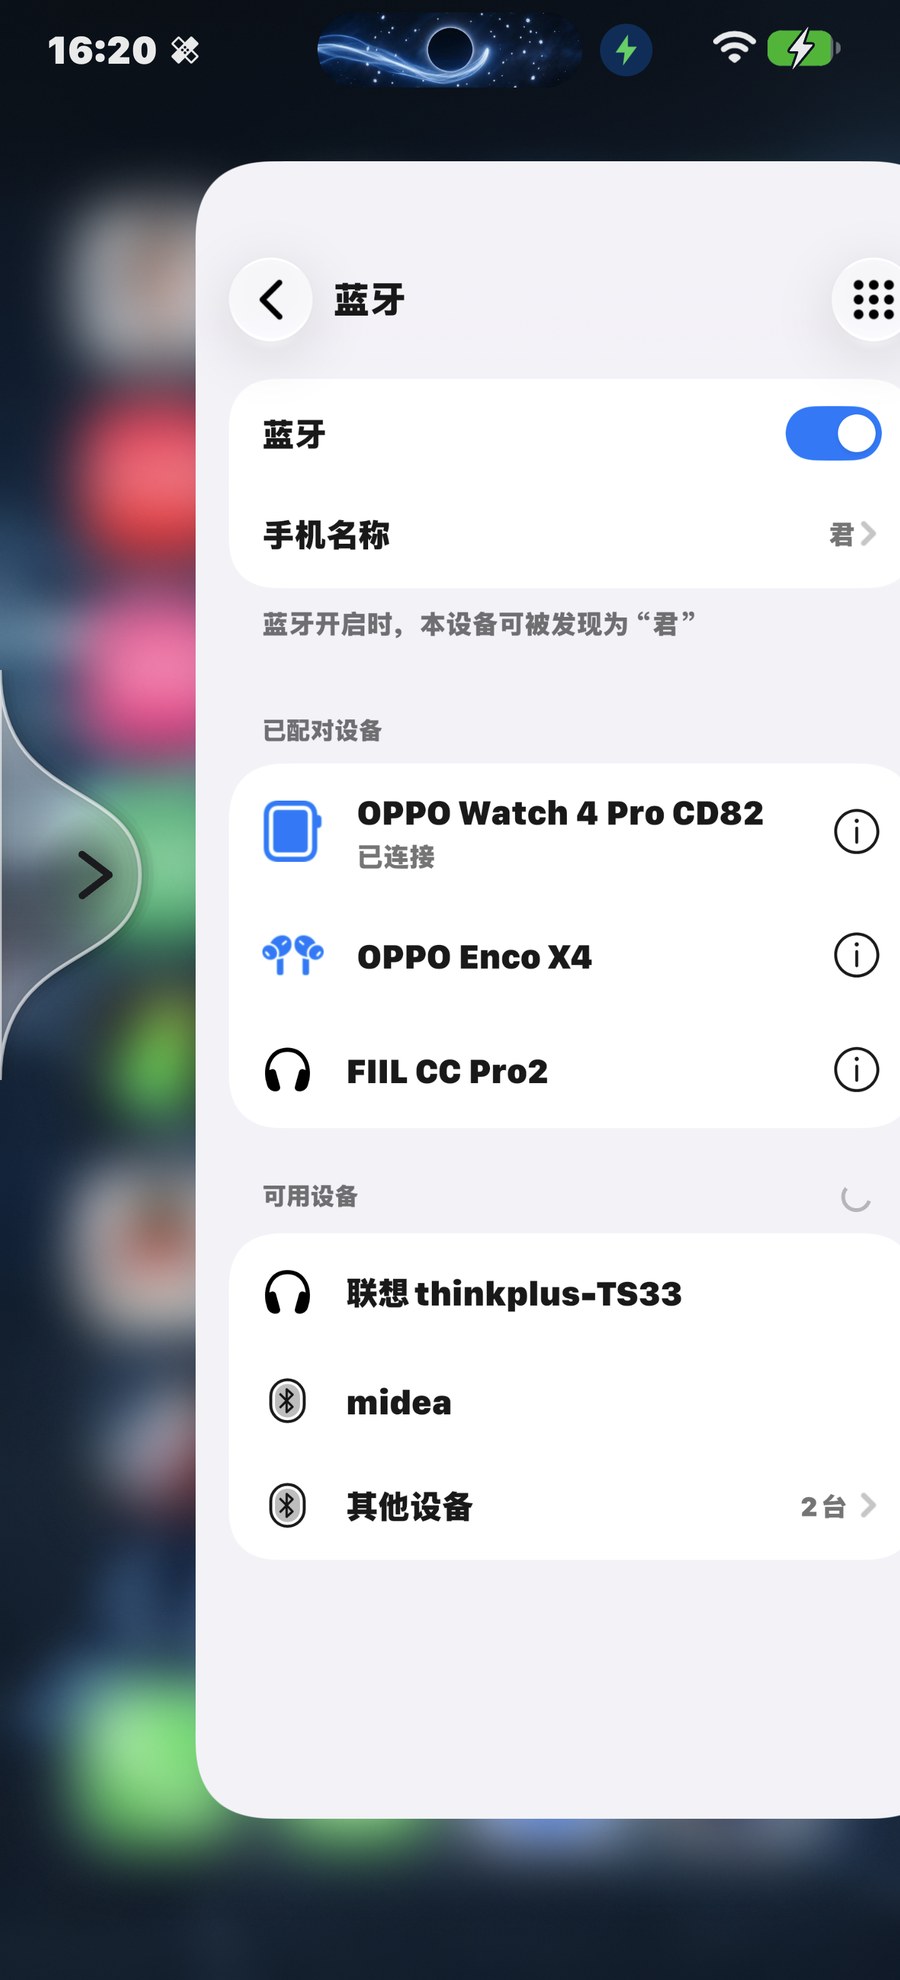 16:20
蓝牙
蓝牙
手机名称
君
蓝牙开启时，本设备可被发现为“君”
已配对设备
OPPO Watch 4 Pro CD82
已连接
OPPO Enco X4
FIIL CC Pro2
可用设备
联想 thinkplus-TS33
midea
其他设备
2 台